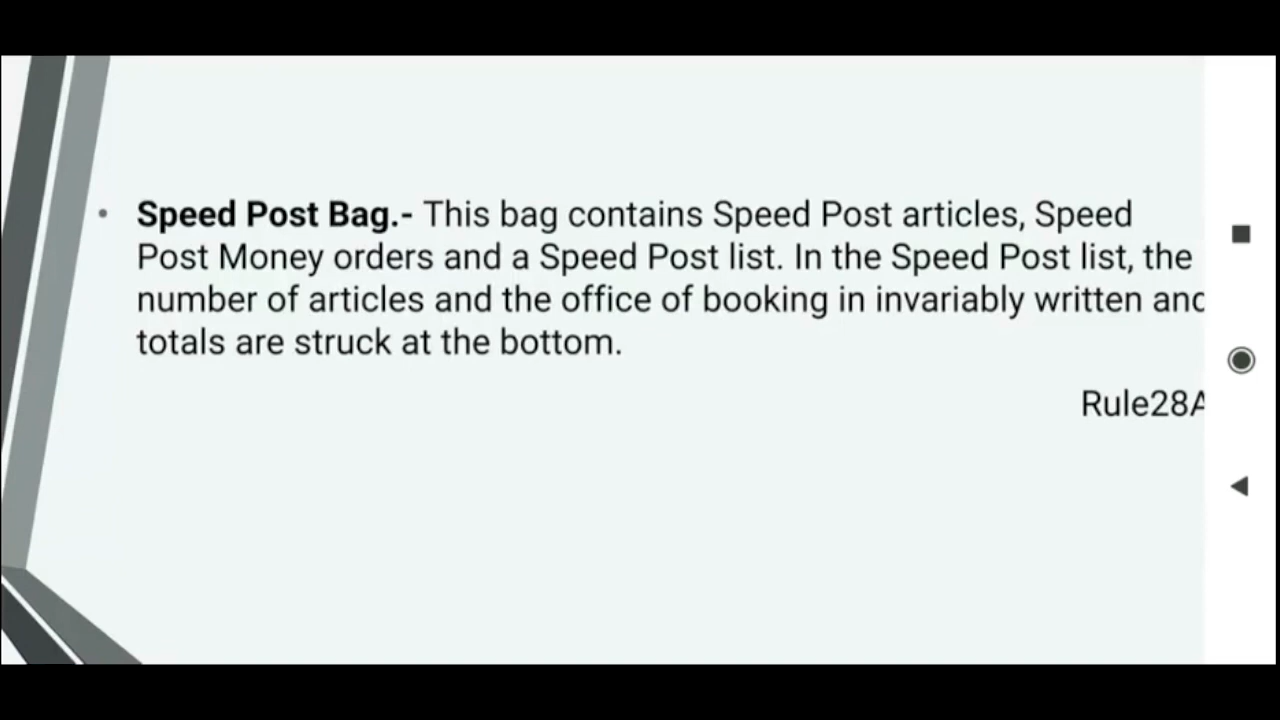 • Speed Post Bag.- This bag contains Speed Post articles, Speed
Post Money orders and a Speed Post list. In the Speed Post list, the
number of articles and the office of booking in invariably written and
totals are struck at the bottom.
Rule28A